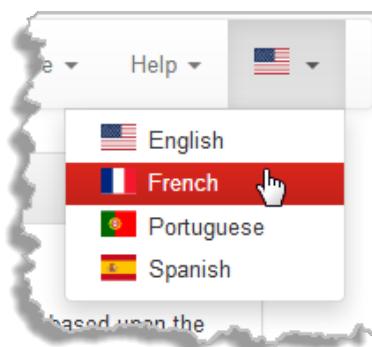 Help
English
French
Portuguese
Spanish
based upon the